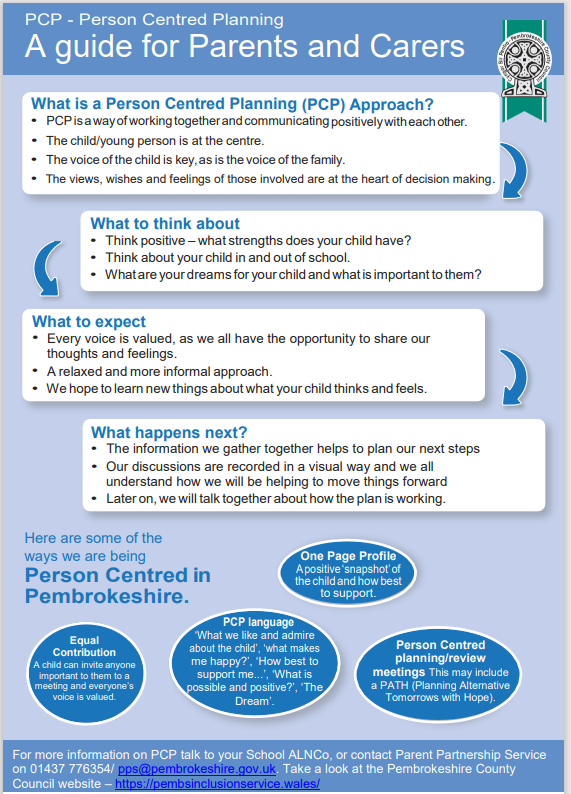 PCP - Person Centred Planning
A guide for Parents and Carers
What is a Person Centred Planning (PCP) Approach?
• PCP is a way of working together and communicating positively with each other.
• The child/young person is at the centre.
• The voice of the child is key, as is the voice of the family.
• The views, wishes and feelings of those involved are at the heart of decision making.
What to think about
• Think positive – what strengths does your child have?
• Think about your child in and out of school.
• What are your dreams for your child and what is important to them?
What to expect
• Every voice is valued, as we all have the opportunity to share our
thoughts and feelings.
• A relaxed and more informal approach.
• We hope to learn new things about what your child thinks and feels.
What happens next?
• The information we gather together helps to plan our next steps
• Our discussions are recorded in a visual way and we all
understand how we will be helping to move things forward
• Later on, we will talk together about how the plan is working.
Here are some of the
ways we are being
Person Centred in
Pembrokeshire.
One Page Profile
A positive 'snapshot' of
the child and how best
to support.
Equal
Contribution
A child can invite anyone
important to them to a
meeting and everyone's
voice is valued.
PCP language
'What we like and admire
about the child', 'what makes
me happy?', 'How best to
support me...', 'What is
possible and positive?', 'The
Dream'.
Person Centred
planning/review
meetings This may include
a PATH (Planning Alternative
Tomorrows with Hope).
For more information on PCP talk to your School ALNCo, or contact Parent Partnership Service
on 01437 776354/ pps@pembrokeshire.gov.uk. Take a look at the Pembrokeshire County
Council website – https://pembsinclusionservice.wales/